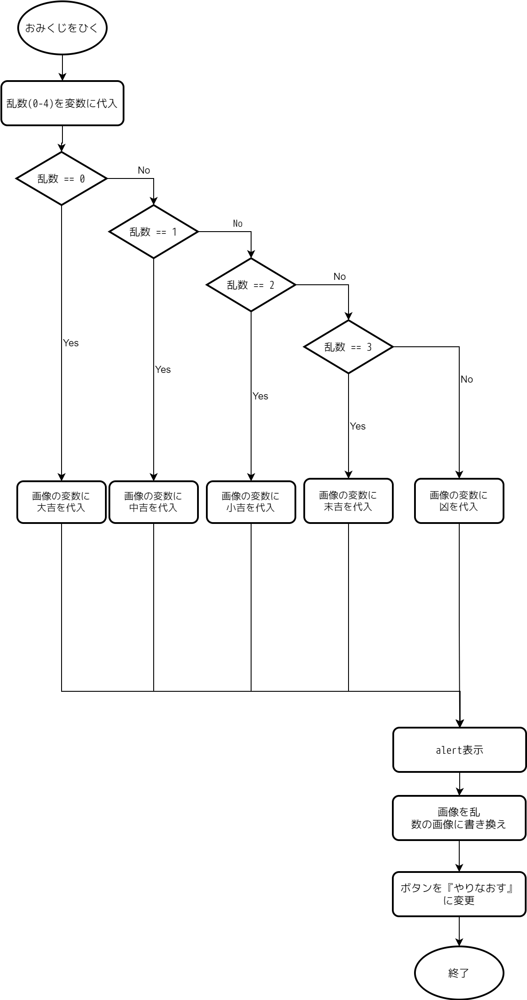 おみくじをひく
乱数(0-4)を変数に代入
乱数 == 0
No
乱数 == 1
No
乱数 == 2
No
乱数 == 3
No
Yes
Yes
Yes
Yes
画像の変数に
大吉を代入
画像の変数に
中吉を代入
画像の変数に
小吉を代入
画像の変数に
末吉を代入
画像の変数に
凶を代入
alert表示
画像を乱
数の画像に書き換え
ボタンを『やりなおす』
に変更
終了